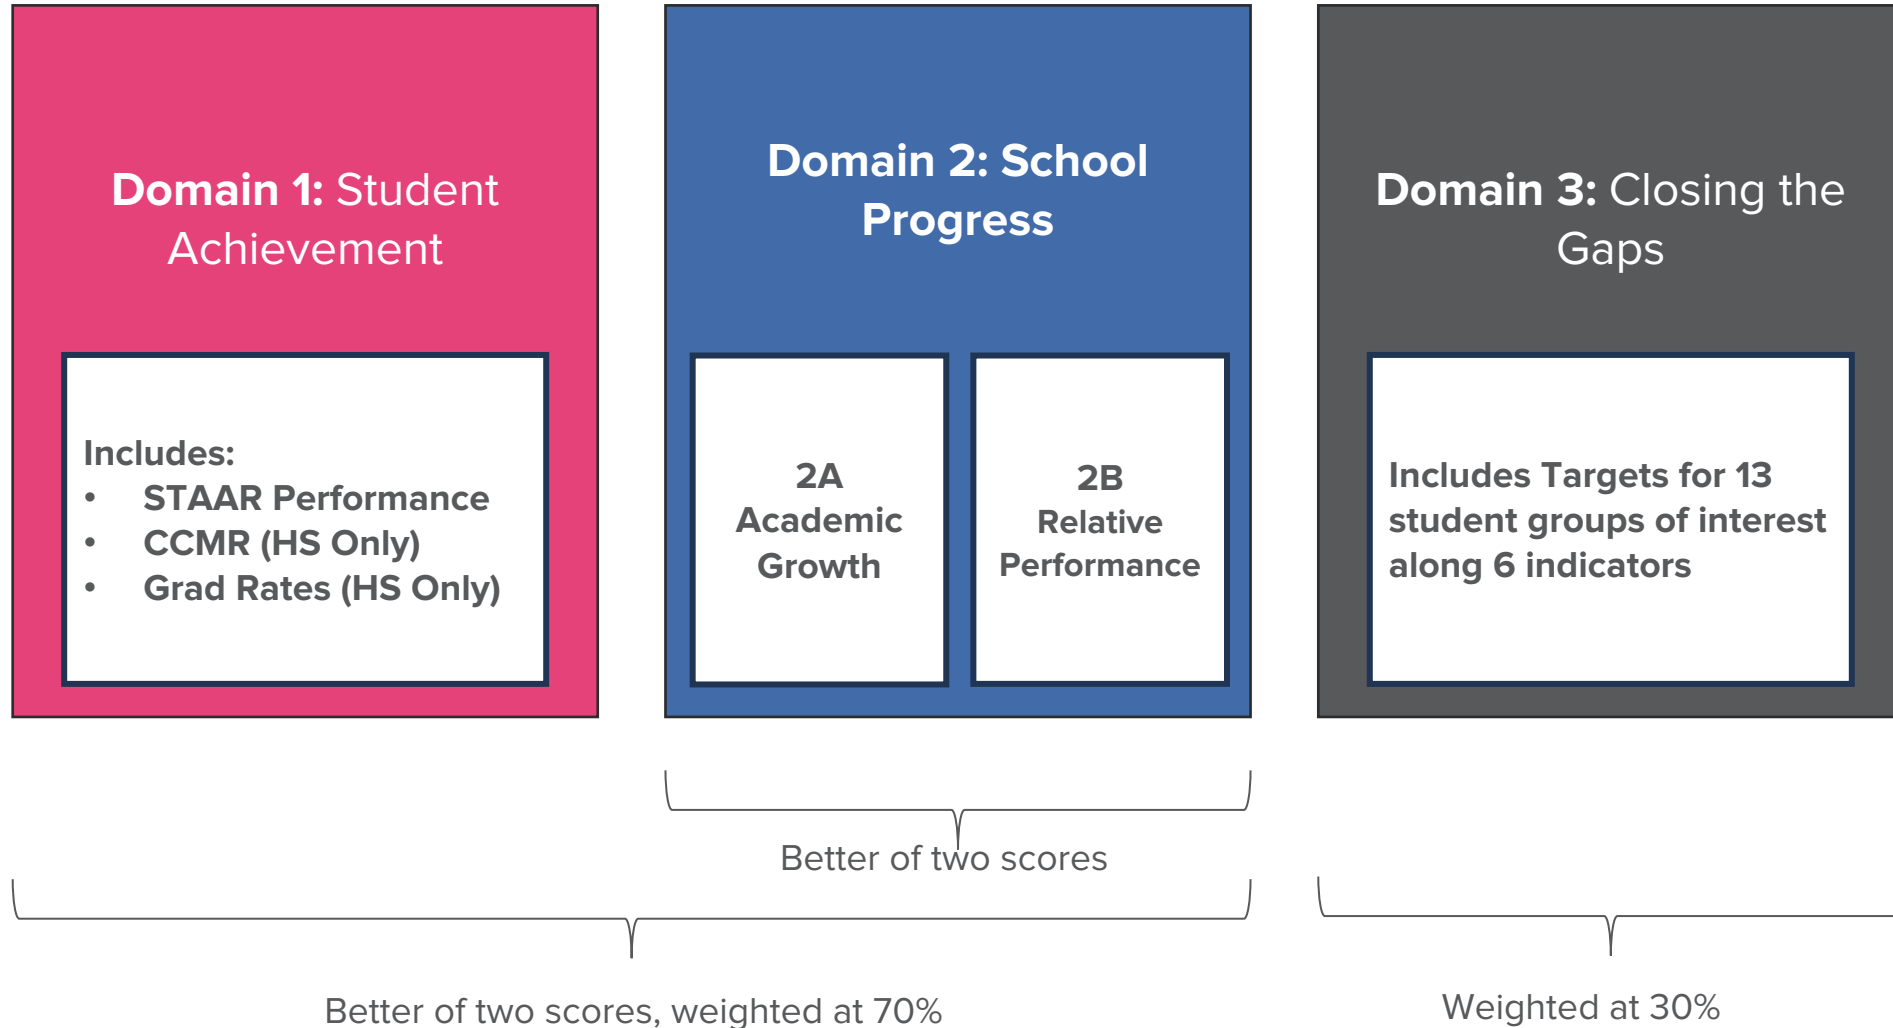 Domain 1: Student
Achievement
Includes:
• STAAR Performance
• CCMR (HS Only)
• Grad Rates (HS Only)
Domain 2: School
Progress
2A
Academic
Growth
2B
Relative
Performance
Domain 3: Closing the
Gaps
Includes Targets for 13
student groups of interest
along 6 indicators
Better of two scores
Better of two scores, weighted at 70%
Weighted at 30%